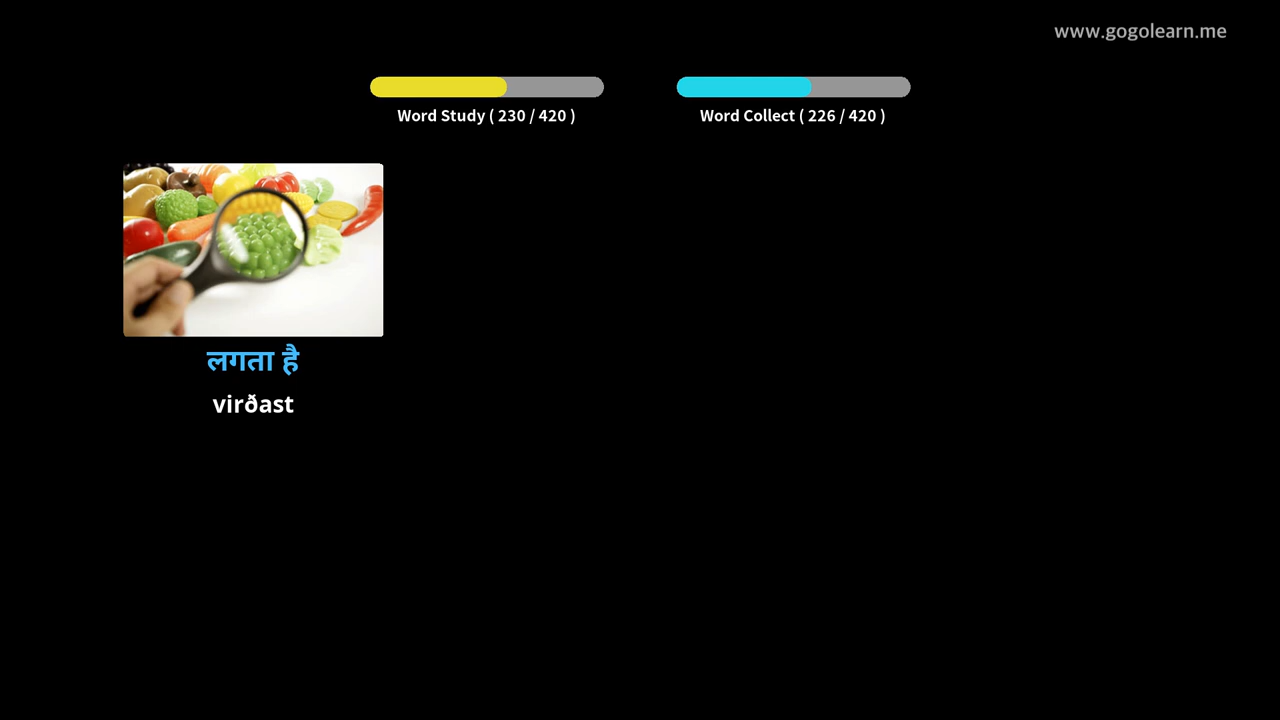 www.gogolearn.me
Word Study ( 230 / 420 )
Word Collect ( 226 / 420 )
लगता है
virðast